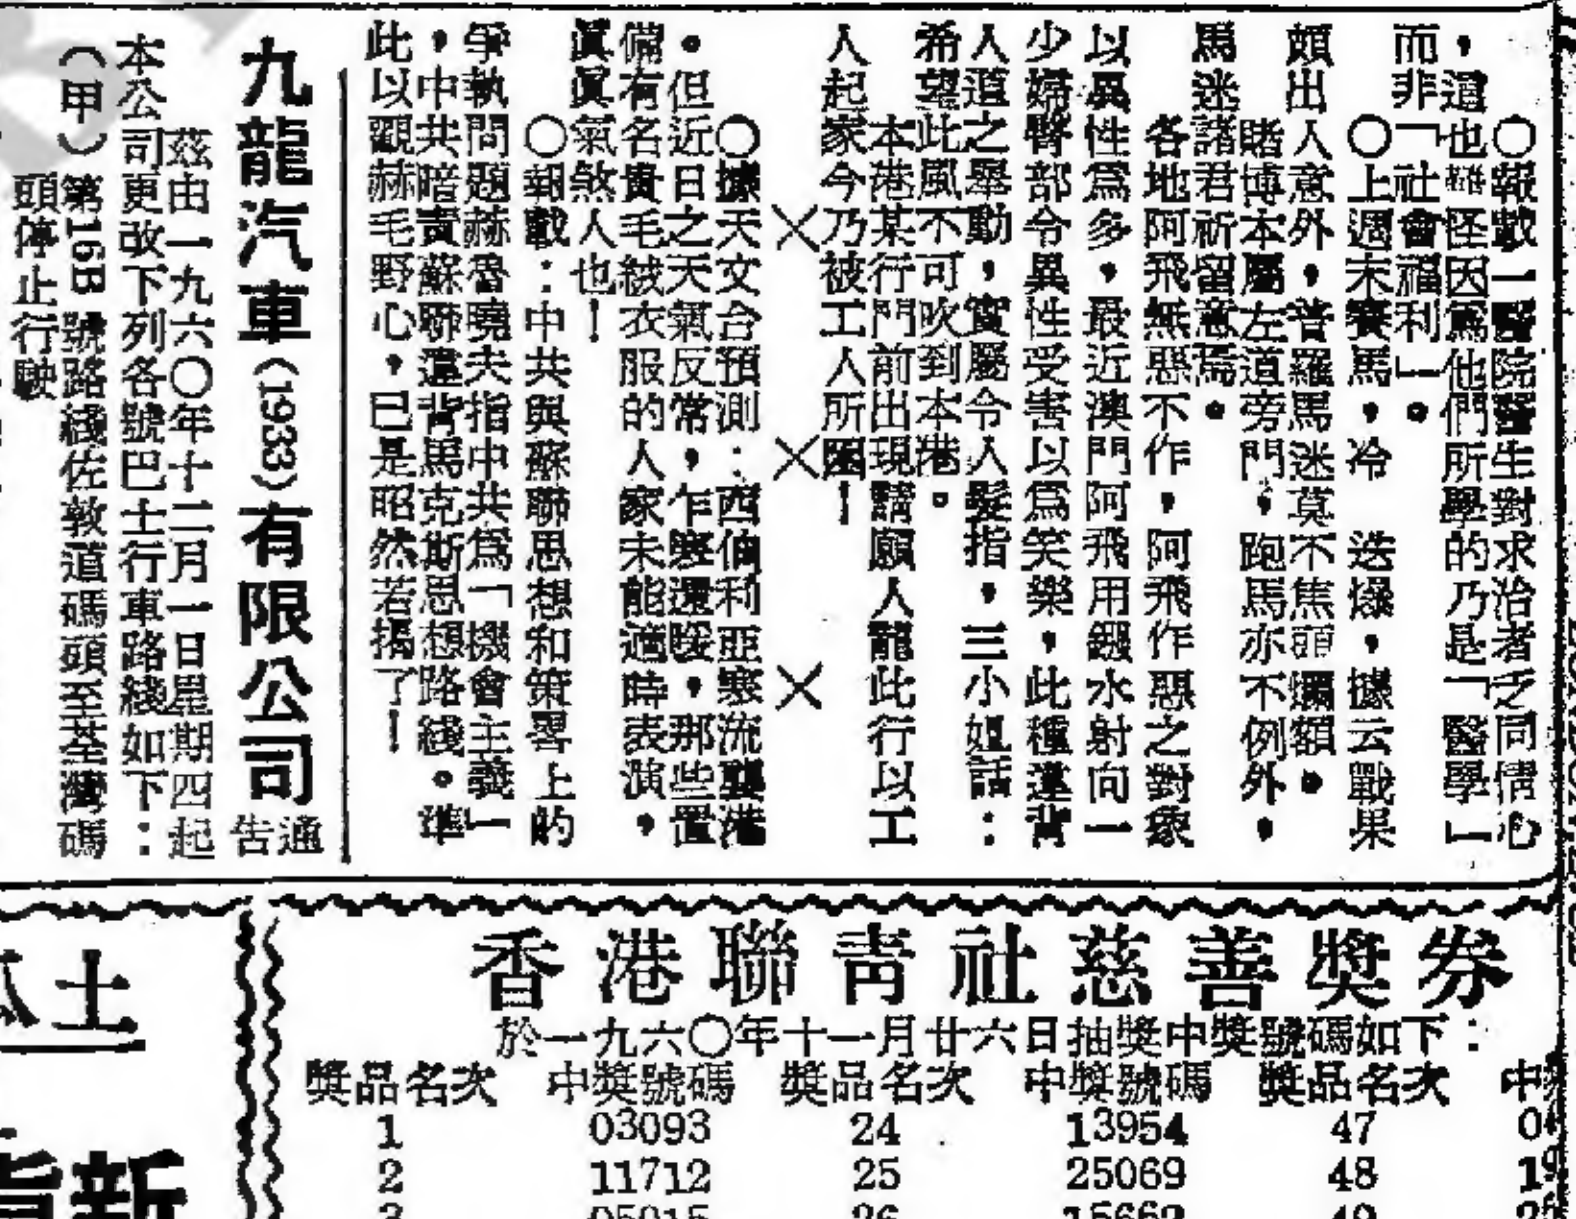 ○報載一醫院醫生對求治者乏同情心
，這也難怪因爲他們所學的乃是「醫學」
而非「社會福利」。
○上週末賽馬，冷　迭爆，據云戰果
頗出人意外，普羅馬迷莫不焦頭爛額。
賭博本屬左道旁門，跑馬亦不例外，
馬迷諸君祈留意焉。
各地阿飛無惡不作，阿飛作惡之對象
以異性爲多，最近澳門阿飛用鏹水射向一
少婦臀部令異性受害以爲笑樂，此種違背
人道之舉動，實屬令人髮指，三小姐話：
希望此風不可吹到本港。
本港某行門前出現請願人龍此行以工
人起家今乃被工人所圍！
×　×　×
○據天文台預測：西伯利亞寒流襲港
。但近日之天氣反常，乍寒還暖，那些置
備有名貴毛絨衣服的人家未能適時表演，
眞眞氣煞人也！
○報載：中共與蘇聯思想和策畧上的
爭執問題赫魯曉夫指中共爲「機會主義」
，中共暗責蘇聯違背馬克斯思想路綫。準
此以觀赫毛野心，已是昭然若揭了！
九龍汽車(1933)有限公司通告
茲由一九六〇年十二月一日星期四起
本公司更改下列各號巴士行車路綫如下：
（甲）第16B號路綫佐敦道碼頭至荃灣碼
頭停止行駛
香港聯靑社慈善獎券
於一九六〇年十一月廿六日抽獎中獎號碼如下：
獎品名次　中獎號碼　獎品名次　中獎號碼　獎品名次　中
1　03093　24　13954　47
2　11712　25　25069　48
土
新